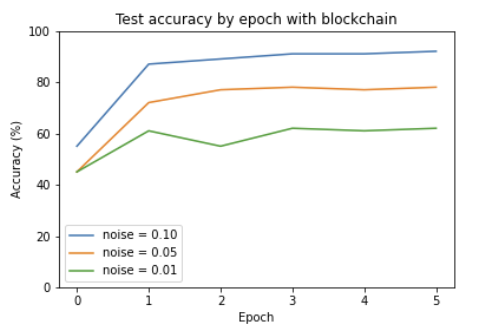 Test accuracy by epoch with blockchain
100
80
60
40
20
0
Accuracy (%)
noise = 0.10
noise = 0.05
noise = 0.01
0 1 2 3 4 5
Epoch